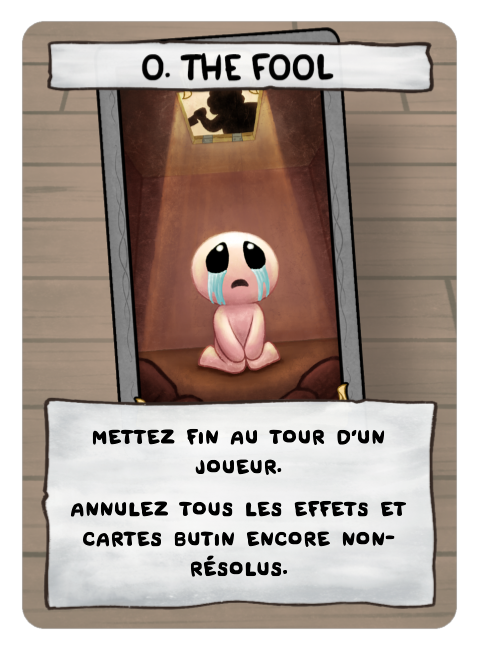 0. THE FOOL
METTEZ FIN AU TOUR D'UN
JOUEUR.
ANNULEZ TOUS LES EFFETS ET
CARTES BUTIN ENCORE NON-
RÉSOLUS.